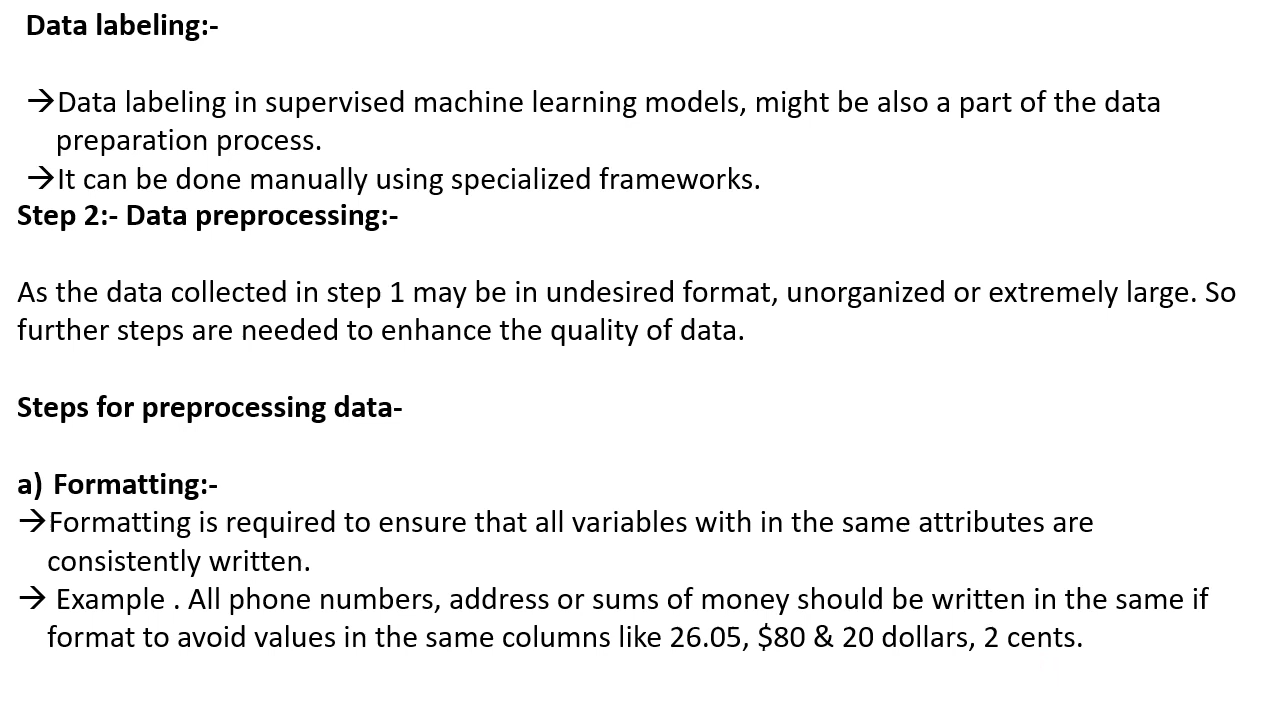 Data labeling:-
→Data labeling in supervised machine learning models, might be also a part of the data
preparation process.
→It can be done manually using specialized frameworks.
Step 2:- Data preprocessing:-
As the data collected in step 1 may be in undesired format, unorganized or extremely large. So
further steps are needed to enhance the quality of data.
Steps for preprocessing data-
a) Formatting:-
→Formatting is required to ensure that all variables with in the same attributes are
consistently written.
→ Example . All phone numbers, address or sums of money should be written in the same if
format to avoid values in the same columns like 26.05, $80 & 20 dollars, 2 cents.